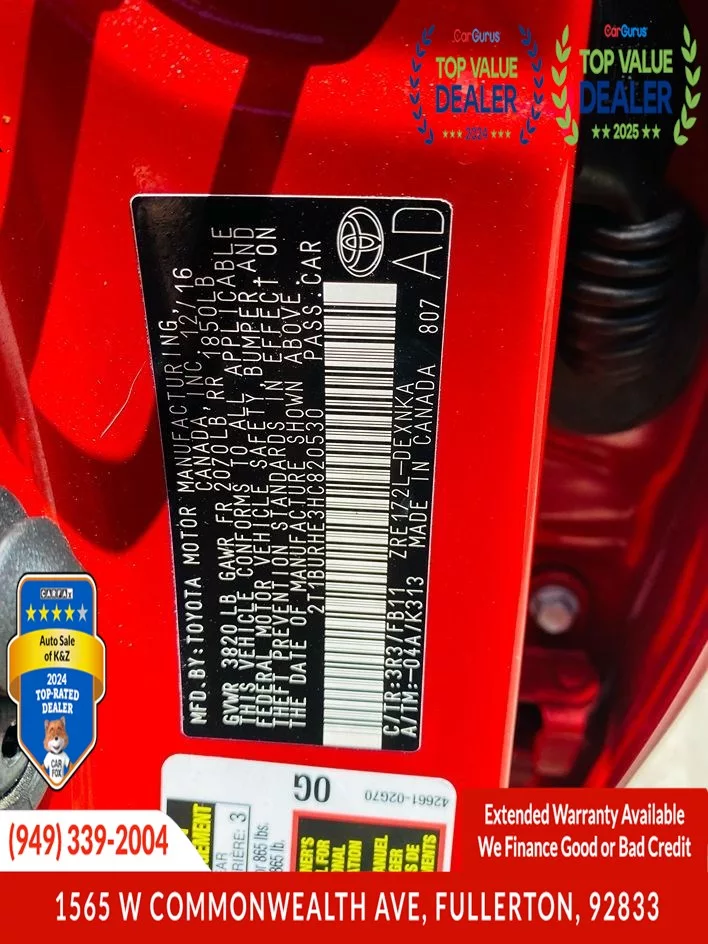 CarGurus
TOP VALUE
DEALER
★★★ 2024 ★★★
CarGurus
TOP VALUE
DEALER
★★ 2025 ★★
MFD. BY: TOYOTA MOTOR MANUFACTURING,
CANADA, INC. 12/16
GVWR 3820 LB GAWR FR 2070LB, RR 1850LB
THIS VEHICLE CONFORMS TO ALL APPLICABLE
FEDERAL MOTOR VEHICLE SAFETY, BUMPER, AND
THEFT PREVENTION STANDARDS IN EFFECT ON
THE DATE OF MANUFACTURE SHOWN ABOVE.
2T1BURHE3HC820530 PASS. CAR
C/TR: 3R3/FB11 ZRE172L-DEXNKA
A/TM: -04A/K313 MADE IN CANADA 807 AD
CARFAX
Auto Sale
of K&Z
2024
TOP-RATED
DEALER
CAR
FOX
0G
42661-02G70
3
865 lbs.
(949) 339-2004
Extended Warranty Available
We Finance Good or Bad Credit
1565 W COMMONWEALTH AVE, FULLERTON, 92833